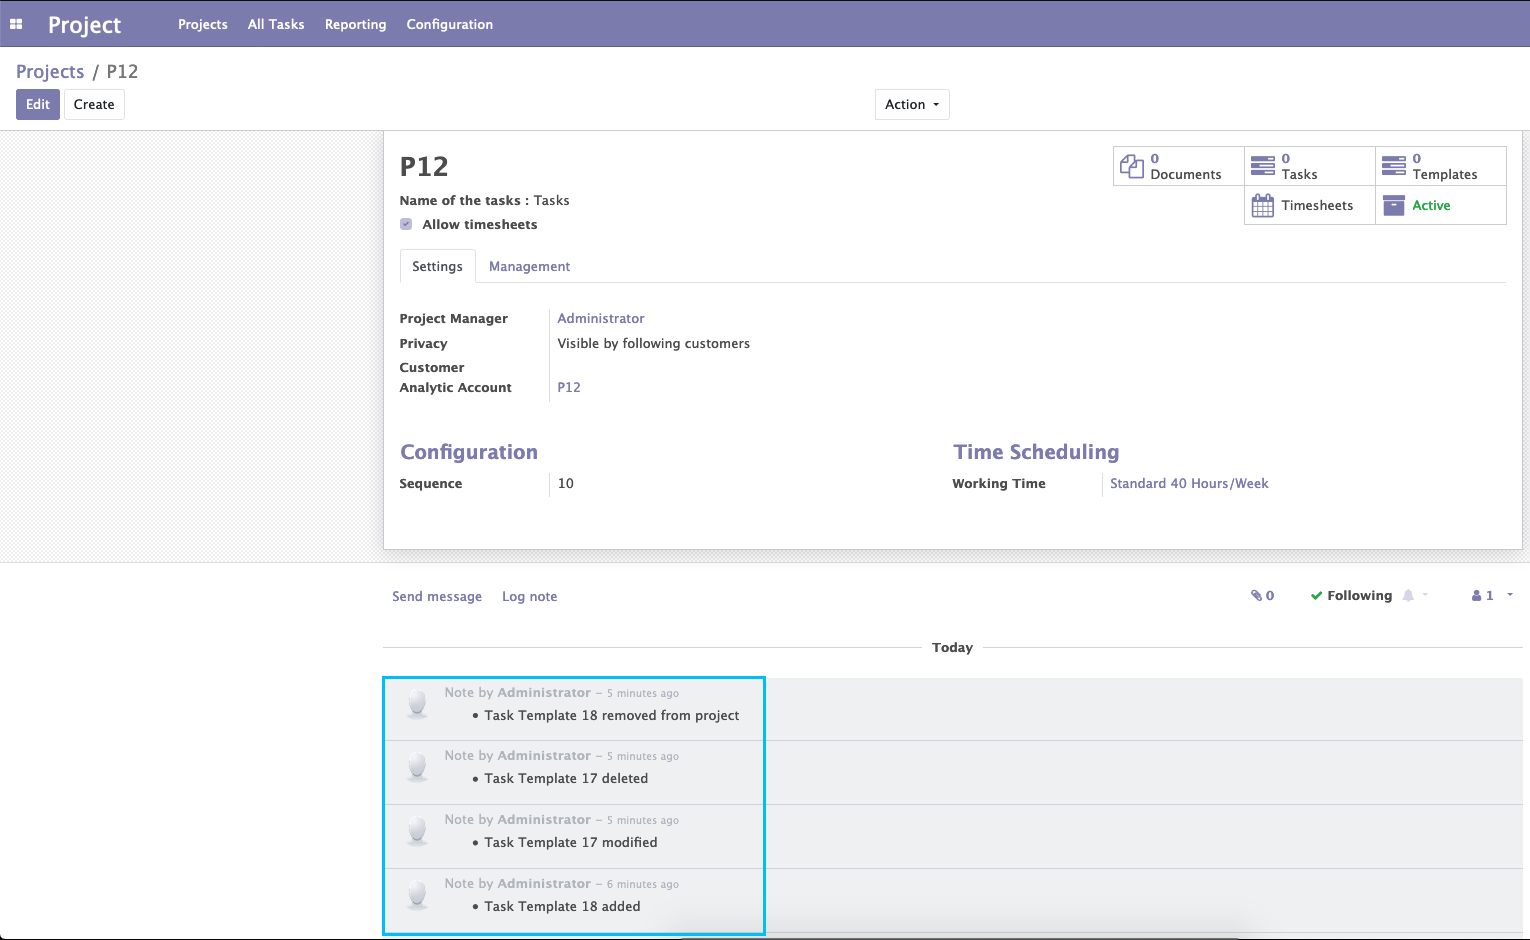 Project
Projects All Tasks Reporting Configuration
Projects / P12
Edit Create Action
P12
0 Documents
0 Tasks
0 Templates
Timesheets
Active
Name of the tasks : Tasks
Allow timesheets
Settings Management
Project Manager Administrator
Privacy Visible by following customers
Customer
Analytic Account P12
Configuration
Sequence 10
Time Scheduling
Working Time Standard 40 Hours/Week
Send message Log note 0 Following 1
Today
Note by Administrator – 5 minutes ago
• Task Template 18 removed from project
Note by Administrator – 5 minutes ago
• Task Template 17 deleted
Note by Administrator – 5 minutes ago
• Task Template 17 modified
Note by Administrator – 6 minutes ago
• Task Template 18 added